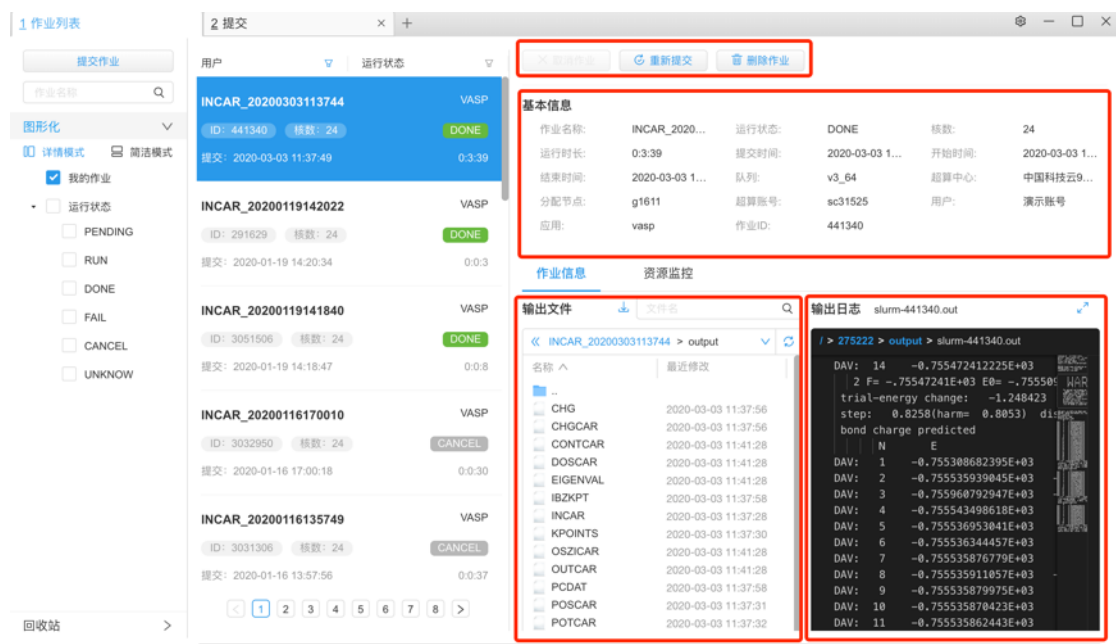 1 作业列表
2 提交
提交作业
作业名称
图形化
详情模式 简洁模式
我的作业
运行状态
PENDING
RUN
DONE
FAIL
CANCEL
UNKNOW
回收站
用户 运行状态
INCAR_20200303113744 VASP
ID: 441340 核数: 24 DONE
提交: 2020-03-03 11:37:49 0:3:39
INCAR_20200119142022 VASP
ID: 291629 核数: 24 DONE
提交: 2020-01-19 14:20:34 0:0:3
INCAR_20200119141840 VASP
ID: 3051506 核数: 24 DONE
提交: 2020-01-19 14:18:47 0:0:8
INCAR_20200116170010 VASP
ID: 3032950 核数: 24 CANCEL
提交: 2020-01-16 17:00:18 0:0:30
INCAR_20200116135749 VASP
ID: 3031306 核数: 24 CANCEL
提交: 2020-01-16 13:57:56 0:0:37
< 1 2 3 4 5 6 7 8 >
取消作业 重新提交 删除作业
基本信息
作业名称: INCAR_2020... 运行状态: DONE 核数: 24
运行时长: 0:3:39 提交时间: 2020-03-03 1... 开始时间: 2020-03-03 1...
结束时间: 2020-03-03 1... 队列: v3_64 超算中心: 中国科技云9...
分配节点: g1611 超算账号: sc31525 用户: 演示账号
应用: vasp 作业ID: 441340
作业信息 资源监控
输出文件 文件名
INCAR_20200303113744 > output
名称 最近修改
..
CHG 2020-03-03 11:37:56
CHGCAR 2020-03-03 11:37:56
CONTCAR 2020-03-03 11:41:28
DOSCAR 2020-03-03 11:41:28
EIGENVAL 2020-03-03 11:41:28
IBZKPT 2020-03-03 11:37:58
INCAR 2020-03-03 11:37:28
KPOINTS 2020-03-03 11:37:30
OSZICAR 2020-03-03 11:41:28
OUTCAR 2020-03-03 11:41:28
PCDAT 2020-03-03 11:37:58
POSCAR 2020-03-03 11:37:31
POTCAR 2020-03-03 11:37:32
输出日志 slurm-441340.out
/ > 275222 > output > slurm-441340.out
DAV: 14 -0.755472412225E+03
2 F= -.75547241E+03 E0= -.755509 WAR
trial-energy change: -1.248423
step: 0.8258(harm= 0.8053) dis
bond charge predicted
N E
DAV: 1 -0.755308682395E+03
DAV: 2 -0.755535939045E+03
DAV: 3 -0.755960792947E+03
DAV: 4 -0.755543498618E+03
DAV: 5 -0.755536953041E+03
DAV: 6 -0.755536344457E+03
DAV: 7 -0.755535876779E+03
DAV: 8 -0.755535911057E+03
DAV: 9 -0.755535879975E+03
DAV: 10 -0.755535870423E+03
DAV: 11 -0.755535862443E+03